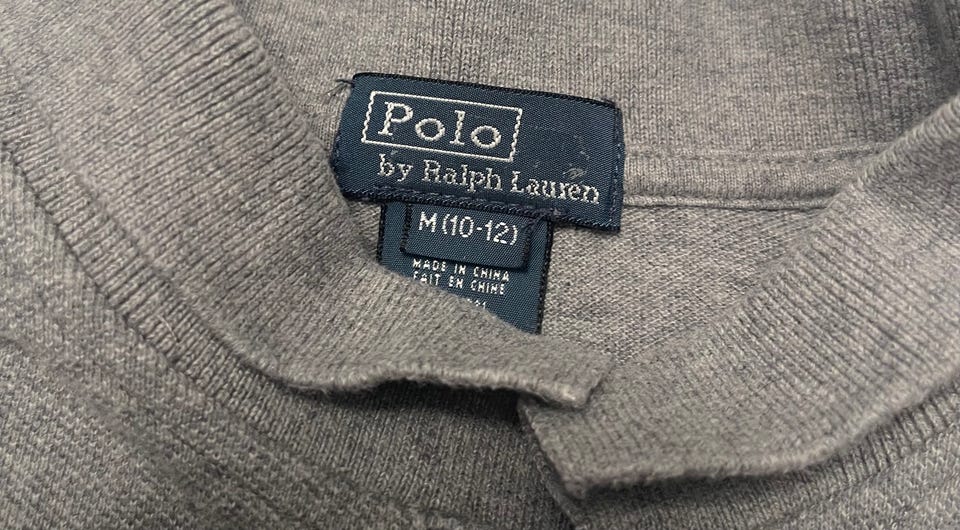 Polo
by Ralph Lauren
M (10-12)
MADE IN CHINA
FAIT EN CHINE